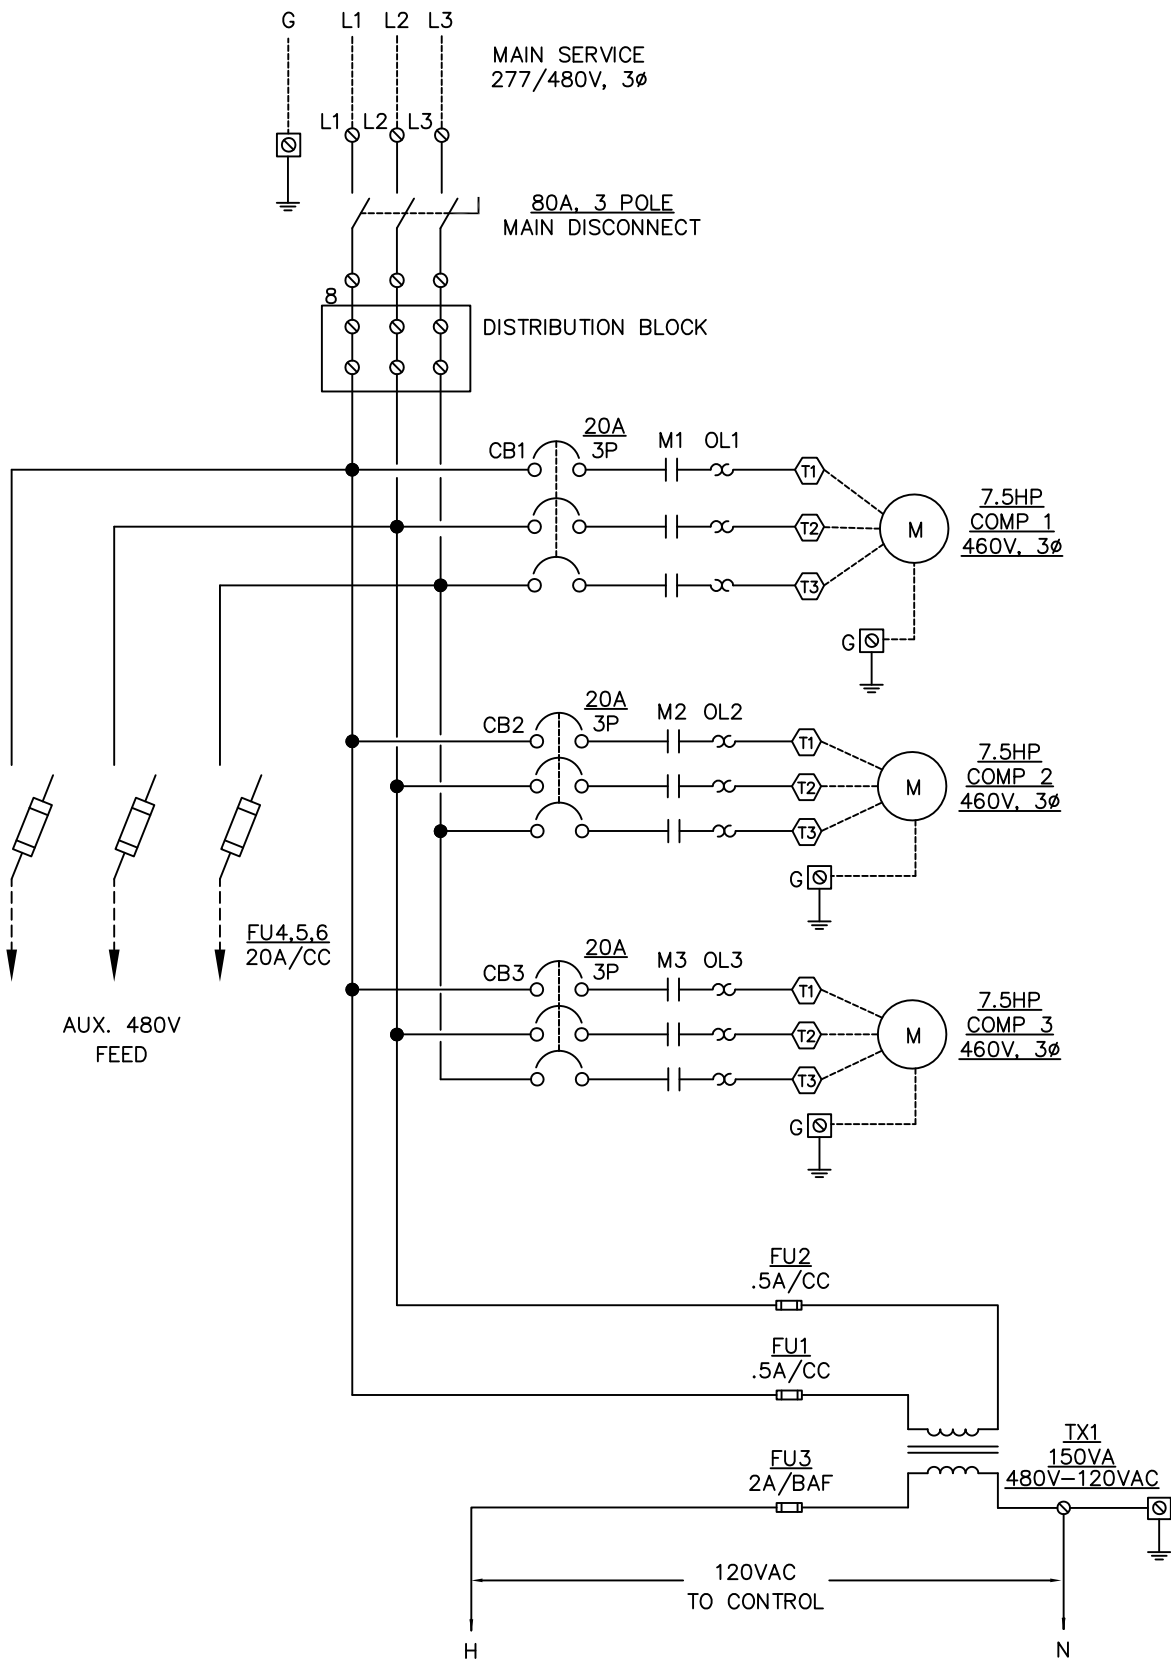 G L1 L2 L3
MAIN SERVICE
277/480V, 3ø
L1 L2 L3
80A, 3 POLE
MAIN DISCONNECT
8
DISTRIBUTION BLOCK
CB1
20A
3P
M1 OL1
T1
T2
T3
M
7.5HP
COMP 1
460V, 3ø
G
CB2
20A
3P
M2 OL2
T1
T2
T3
M
7.5HP
COMP 2
460V, 3ø
G
FU4,5,6
20A/CC
AUX. 480V
FEED
CB3
20A
3P
M3 OL3
T1
T2
T3
M
7.5HP
COMP 3
460V, 3ø
G
FU2
.5A/CC
FU1
.5A/CC
FU3
2A/BAF
TX1
150VA
480V-120VAC
120VAC
TO CONTROL
H
N